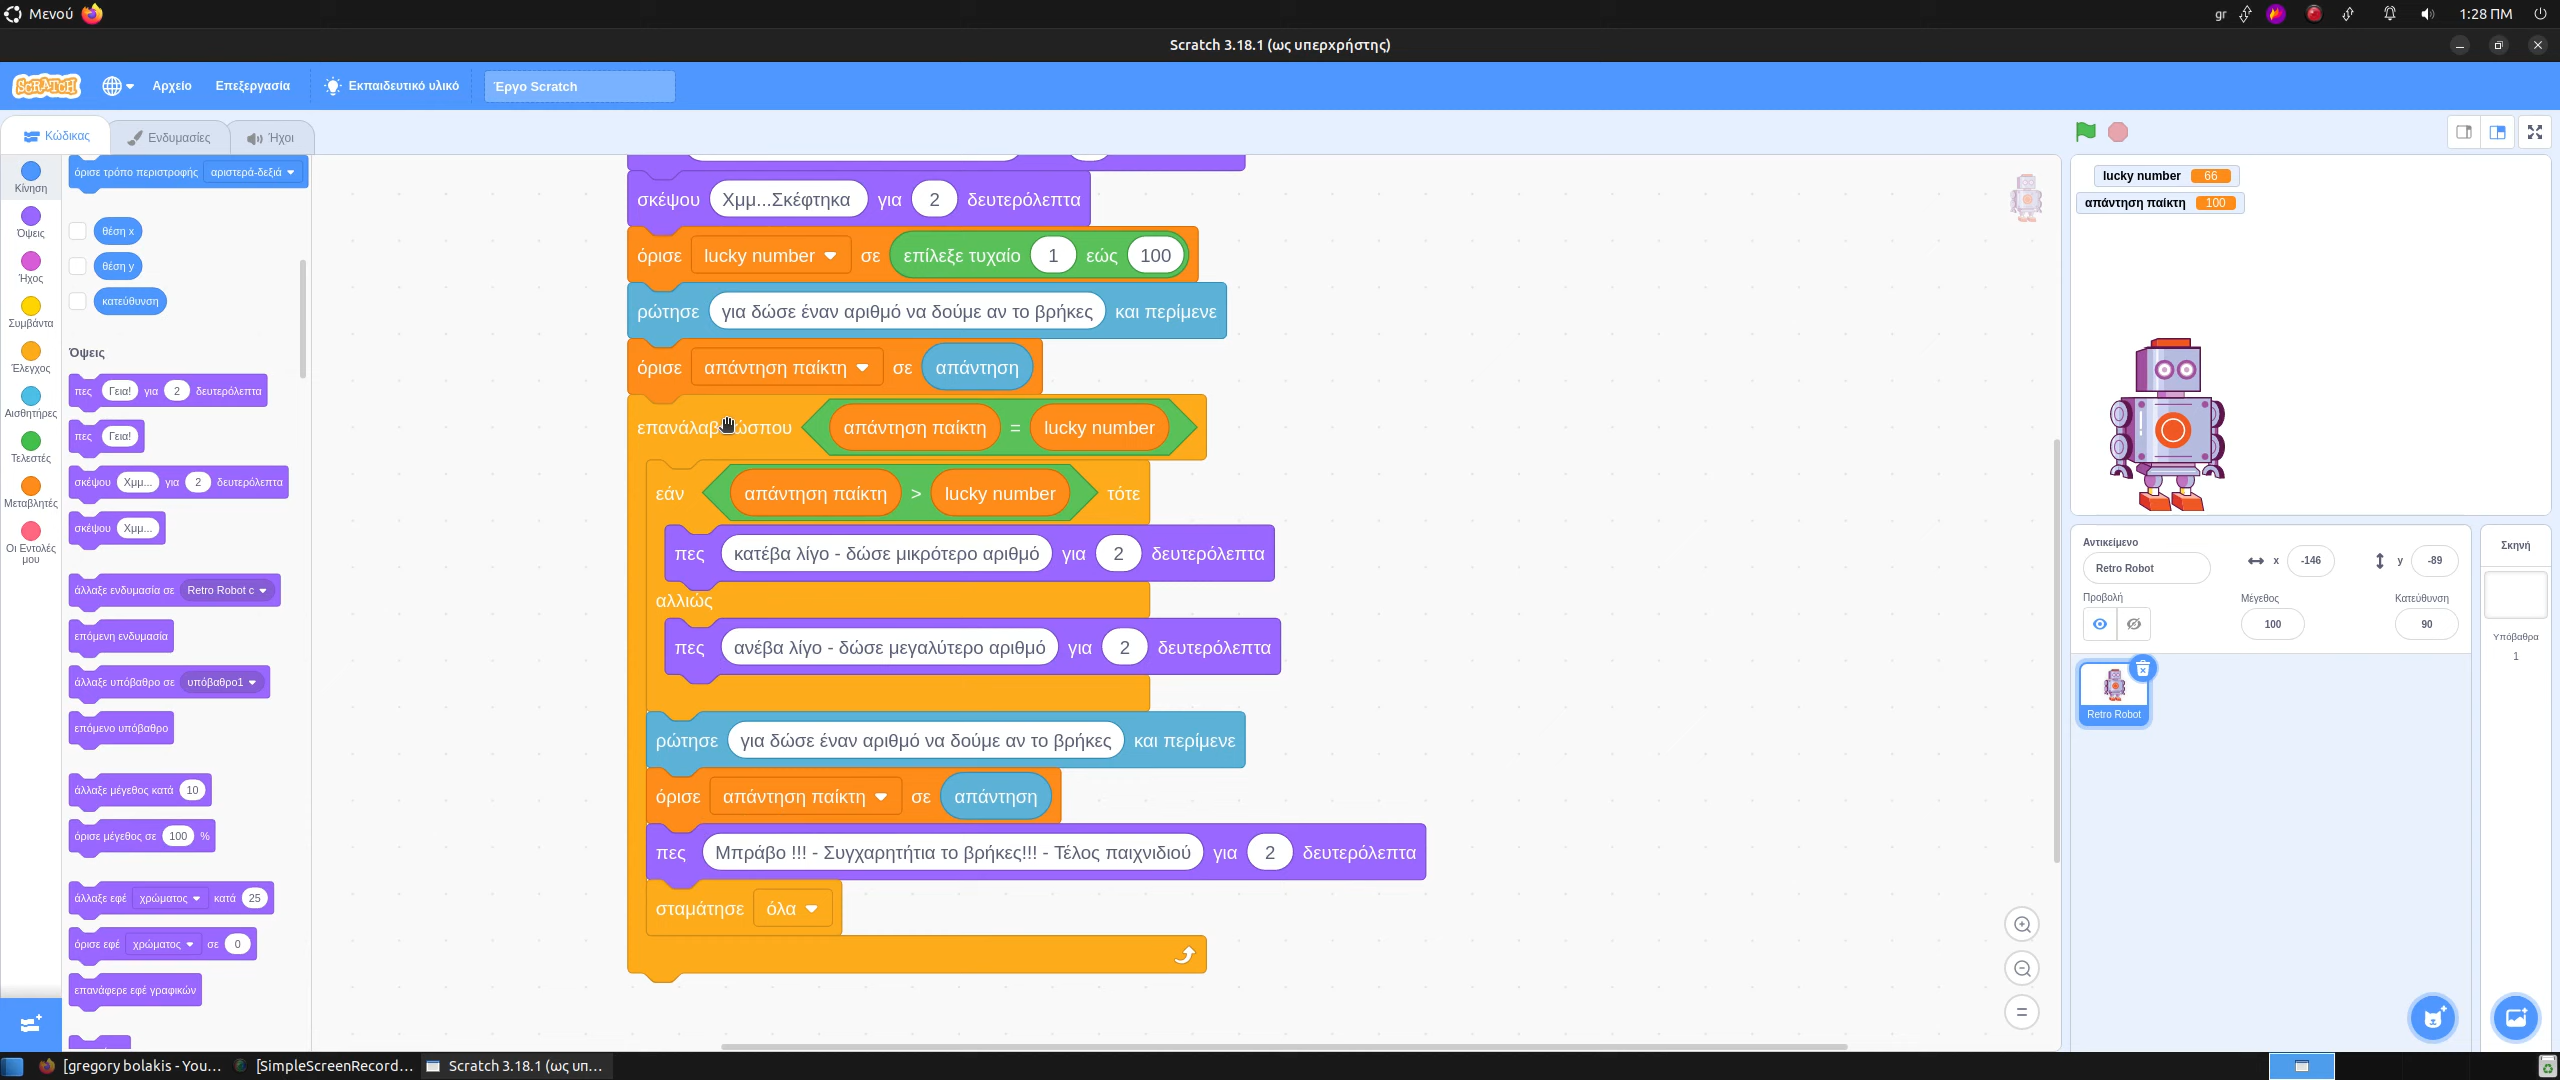 Μενού
gr
1:28 ΠΜ
Scratch 3.18.1 (ως υπερχρήστης)
SCRATCH
Αρχείο
Επεξεργασία
Εκπαιδευτικό υλικό
Έργο Scratch
Κώδικας
Ενδυμασίες
Ήχοι
Κίνηση
Όψεις
Ήχος
Συμβάντα
Έλεγχος
Αισθητήρες
Τελεστές
Μεταβλητές
Οι Εντολές
μου
όρισε τρόπο περιστροφής αριστερά-δεξιά
θέση x
θέση y
κατεύθυνση
Όψεις
πες Γεια! για 2 δευτερόλεπτα
πες Γεια!
σκέψου Χμμ... για 2 δευτερόλεπτα
σκέψου Χμμ...
άλλαξε ενδυμασία σε Retro Robot c
επόμενη ενδυμασία
άλλαξε υπόβαθρο σε υπόβαθρο1
επόμενο υπόβαθρο
άλλαξε μέγεθος κατά 10
όρισε μέγεθος σε 100 %
άλλαξε εφέ χρώματος κατά 25
όρισε εφέ χρώματος σε 0
επανάφερε εφέ γραφικών
σκέψου Χμμ...Σκέφτηκα για 2 δευτερόλεπτα
όρισε lucky number σε επίλεξε τυχαίο 1 εώς 100
ρώτησε για δώσε έναν αριθμό να δούμε αν το βρήκες και περίμενε
όρισε απάντηση παίκτη σε απάντηση
επανάλαβε ώσπου απάντηση παίκτη = lucky number
εάν απάντηση παίκτη > lucky number τότε
πες κατέβα λίγο - δώσε μικρότερο αριθμό για 2 δευτερόλεπτα
αλλιώς
πες ανέβα λίγο - δώσε μεγαλύτερο αριθμό για 2 δευτερόλεπτα
ρώτησε για δώσε έναν αριθμό να δούμε αν το βρήκες και περίμενε
όρισε απάντηση παίκτη σε απάντηση
πες Μπράβο !!! - Συγχαρητήτια το βρήκες!!! - Τέλος παιχνιδιού για 2 δευτερόλεπτα
σταμάτησε όλα
lucky number 66
απάντηση παίκτη 100
Αντικείμενο
Retro Robot
x -146
y -89
Προβολή
Μέγεθος
100
Κατεύθυνση
90
Retro Robot
Σκηνή
Υπόβαθρα
1
[gregory bolakis - You...
[SimpleScreenRecord...
Scratch 3.18.1 (ως υπ...